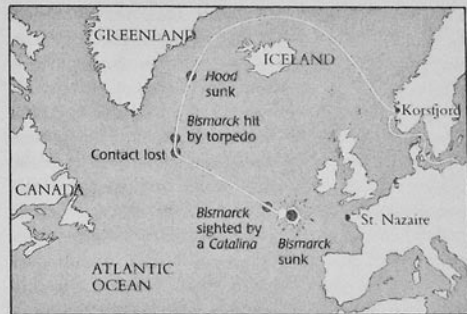 GREENLAND
ICELAND
Hood
sunk
Korsfjord
Bismarck hit
by torpedo
Contact lost
CANADA
Bismarck
sighted by
a Catalina
Bismarck
sunk
St. Nazaire
ATLANTIC
OCEAN